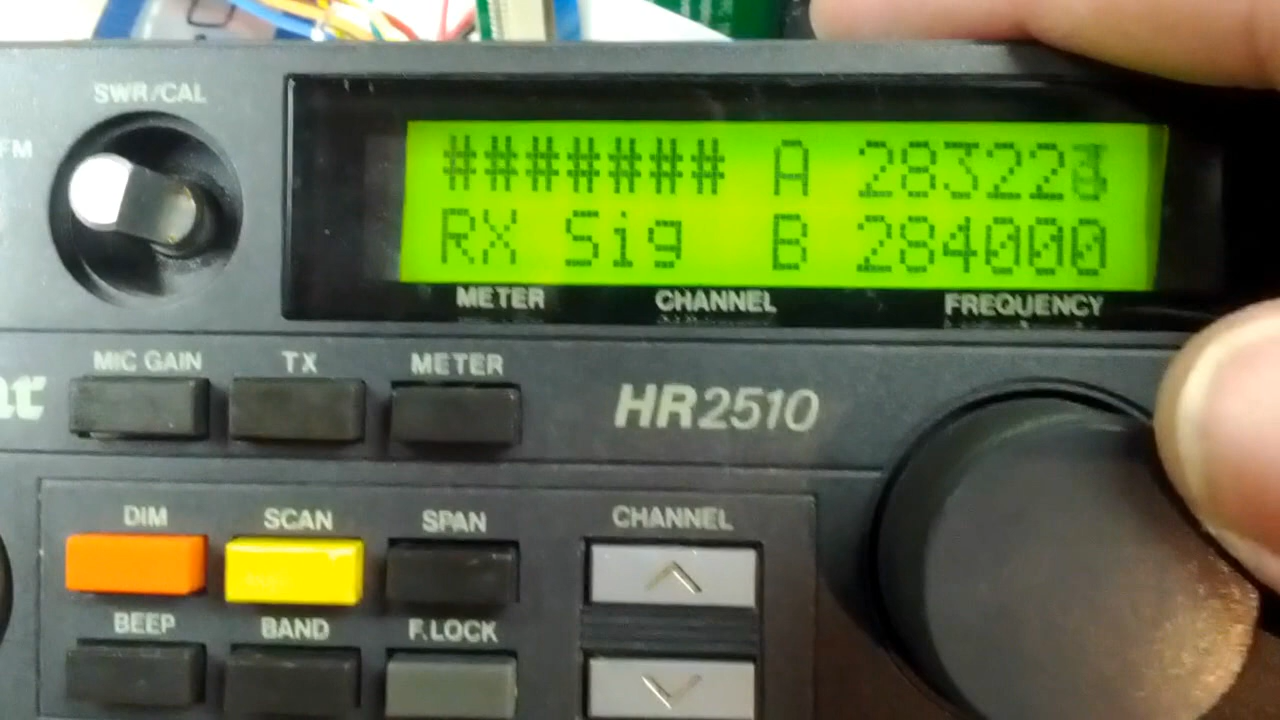 SWR/CAL
FM
####### A 28322
RX Sig B 284000
METER CHANNEL FREQUENCY
MIC GAIN TX METER
HR2510
DIM SCAN SPAN CHANNEL
BEEP BAND F.LOCK